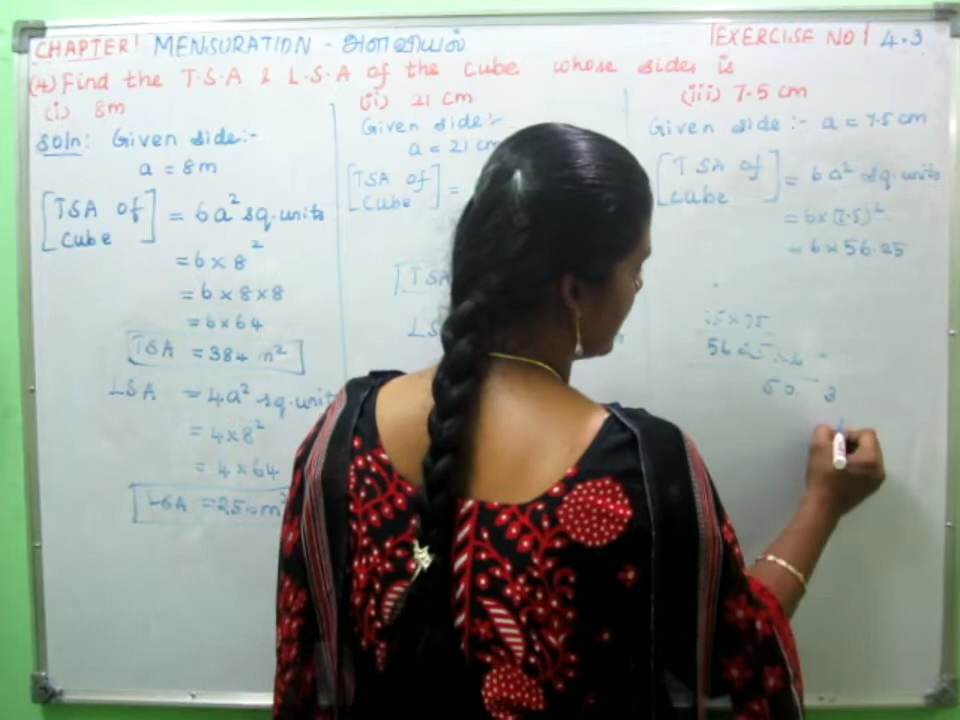 CHAPTER! MENSURATION - அளவியல்
EXERCISE NO 4.3
(4) Find the T.S.A & L.S.A of the cube whose sides is
(i) 8m
Soln: Given side:-
a = 8m
[TSA of cube] = 6a² sq.units
= 6 × 8²
= 6 × 8 × 8
= 6 × 64
TSA = 384 m²
LSA = 4a² sq.units
= 4 × 8²
= 4 × 64
LSA = 256 m²
(ii) 21 cm
Given side:-
a = 21 cm
[TSA of cube] =
TSA
LS
(iii) 7.5 cm
Given side :- a = 7.5 cm
[TSA of cube] = 6a² sq.units
= 6 × (7.5)²
= 6 × 56.25